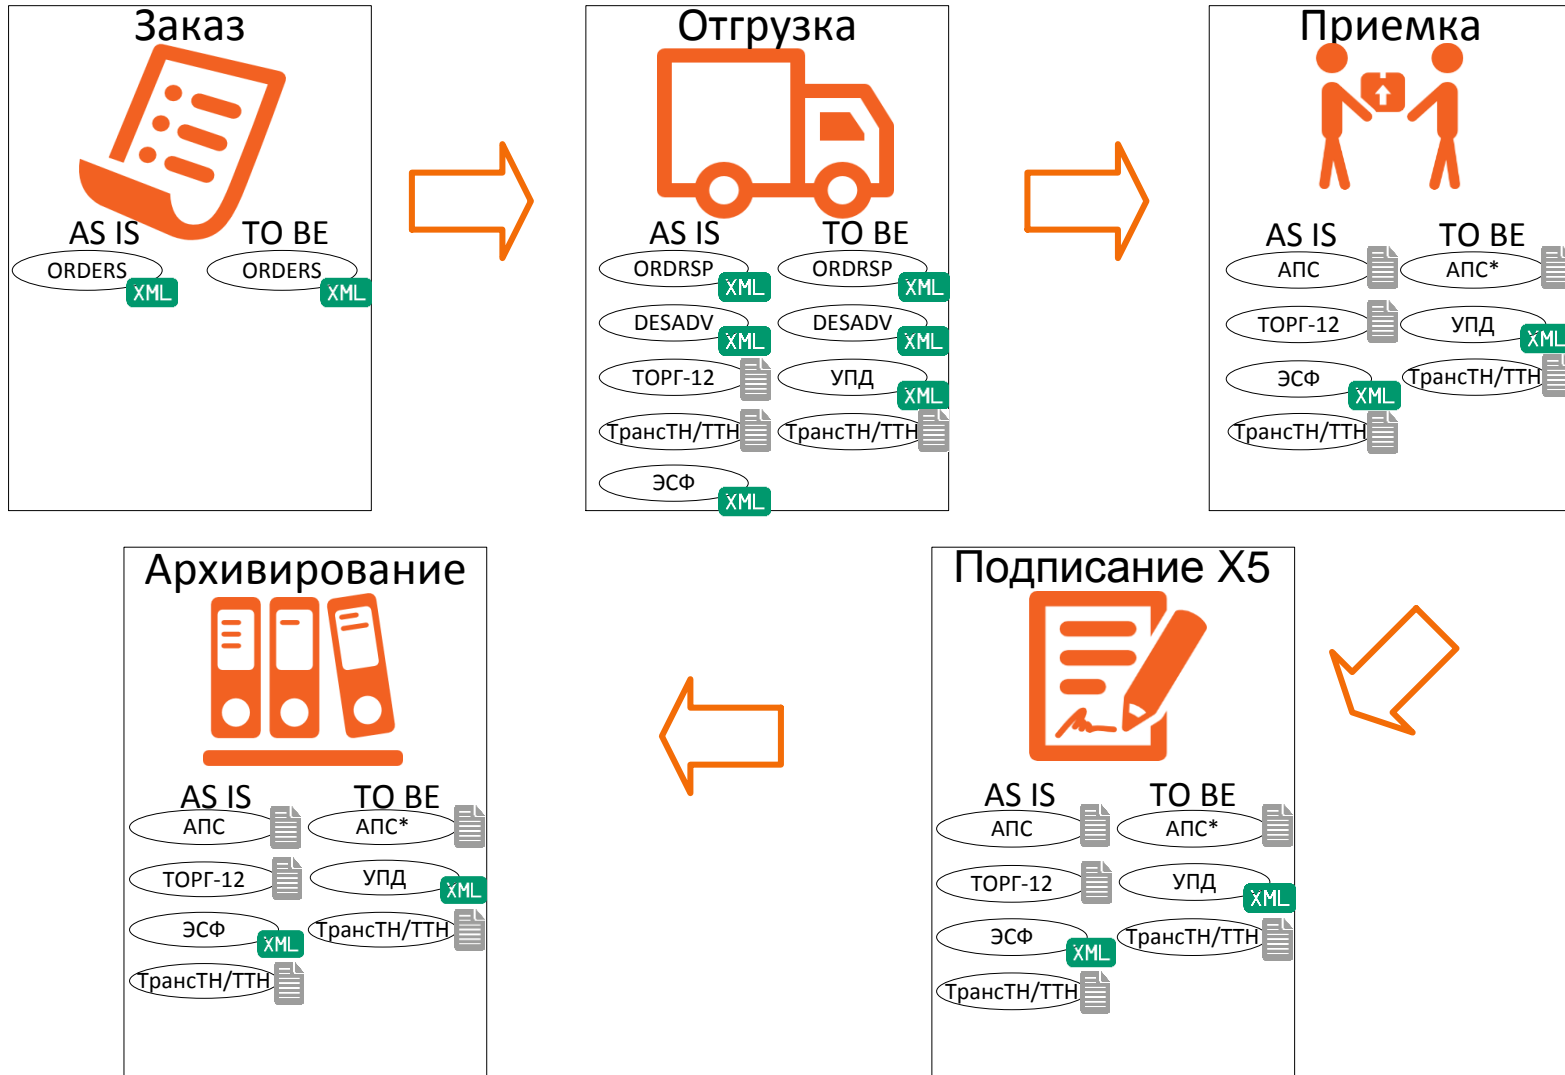 Заказ
AS IS TO BE
ORDERS XML ORDERS XML
Отгрузка
AS IS TO BE
ORDRSP XML ORDRSP XML
DESADV XML DESADV XML
ТОРГ-12 УПД XML
ТрансТН/ТТН ТрансТН/ТТН
ЭСФ XML
Приемка
AS IS TO BE
АПС АПС*
ТОРГ-12 УПД XML
ЭСФ XML ТрансТН/ТТН
ТрансТН/ТТН
Архивирование
AS IS TO BE
АПС АПС*
ТОРГ-12 УПД XML
ЭСФ XML ТрансТН/ТТН
ТрансТН/ТТН
Подписание X5
AS IS TO BE
АПС АПС*
ТОРГ-12 УПД XML
ЭСФ XML ТрансТН/ТТН
ТрансТН/ТТН